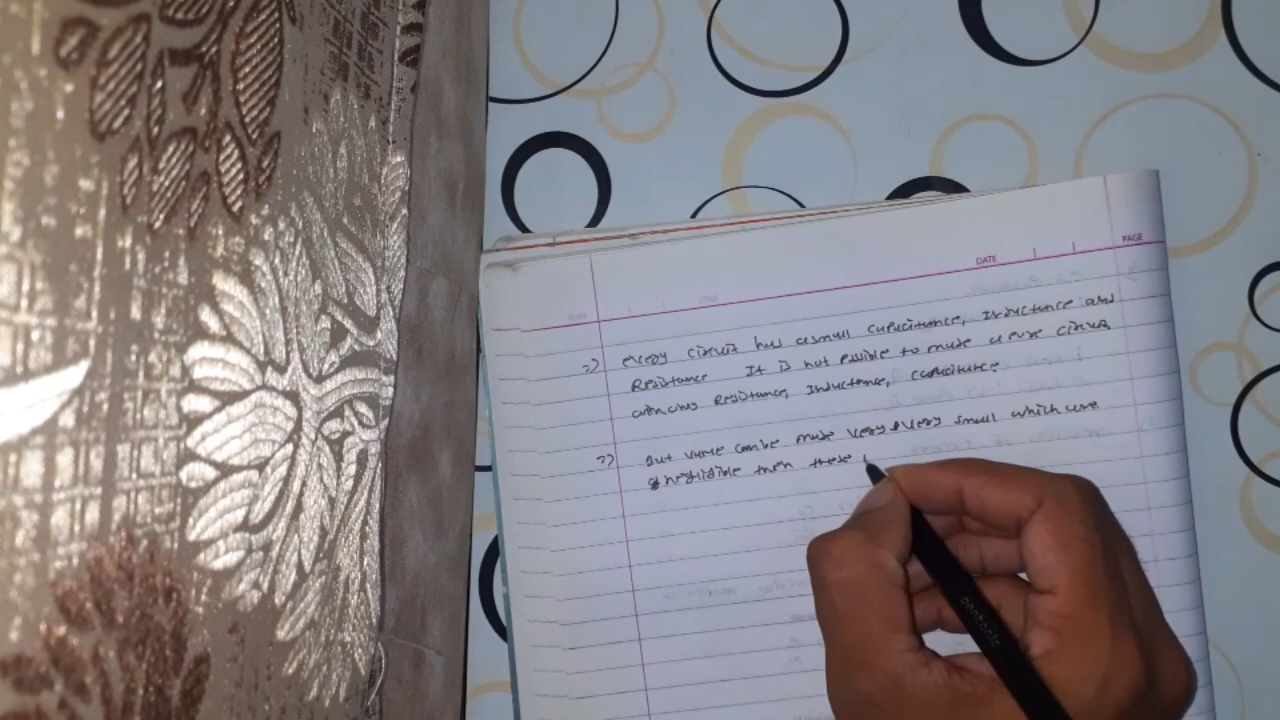 DATE
PAGE
every circuit has a small capacitance, Inductance and
Resistance It is not possible to make a pure circuit
Resistance, Inductance, capacitance
But value can be made very & very small which are
negligible then these
pentonic